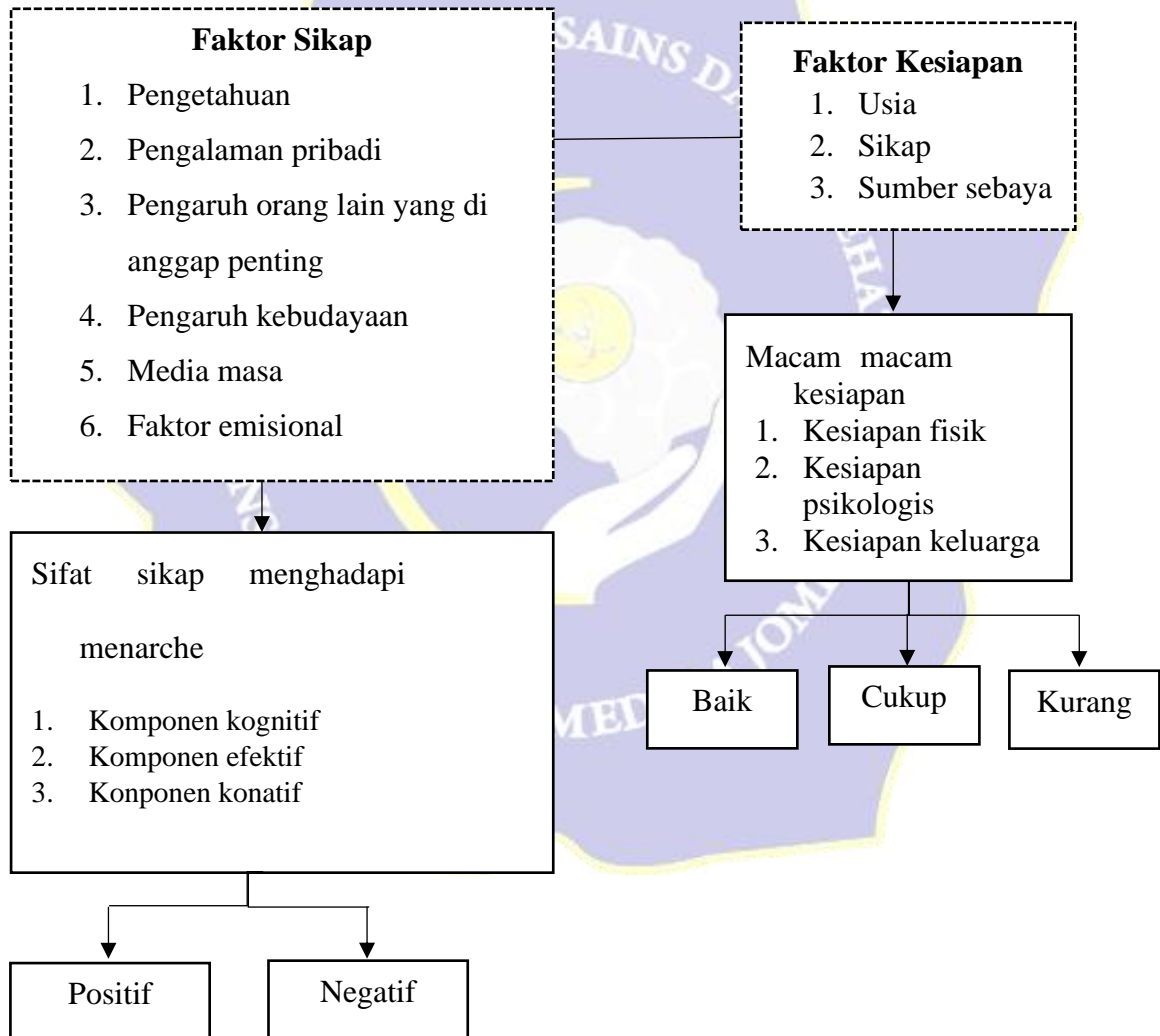 Faktor Sikap
1. Pengetahuan
2. Pengalaman pribadi
3. Pengaruh orang lain yang di
anggap penting
4. Pengaruh kebudayaan
5. Media masa
6. Faktor emisional
Faktor Kesiapan
1. Usia
2. Sikap
3. Sumber sebaya
Macam macam
kesiapan
1. Kesiapan fisik
2. Kesiapan
psikologis
3. Kesiapan keluarga
Sifat sikap menghadapi
menarche
1. Komponen kognitif
2. Komponen efektif
3. Konponen konatif
Baik
Cukup
Kurang
Positif
Negatif
SAINS